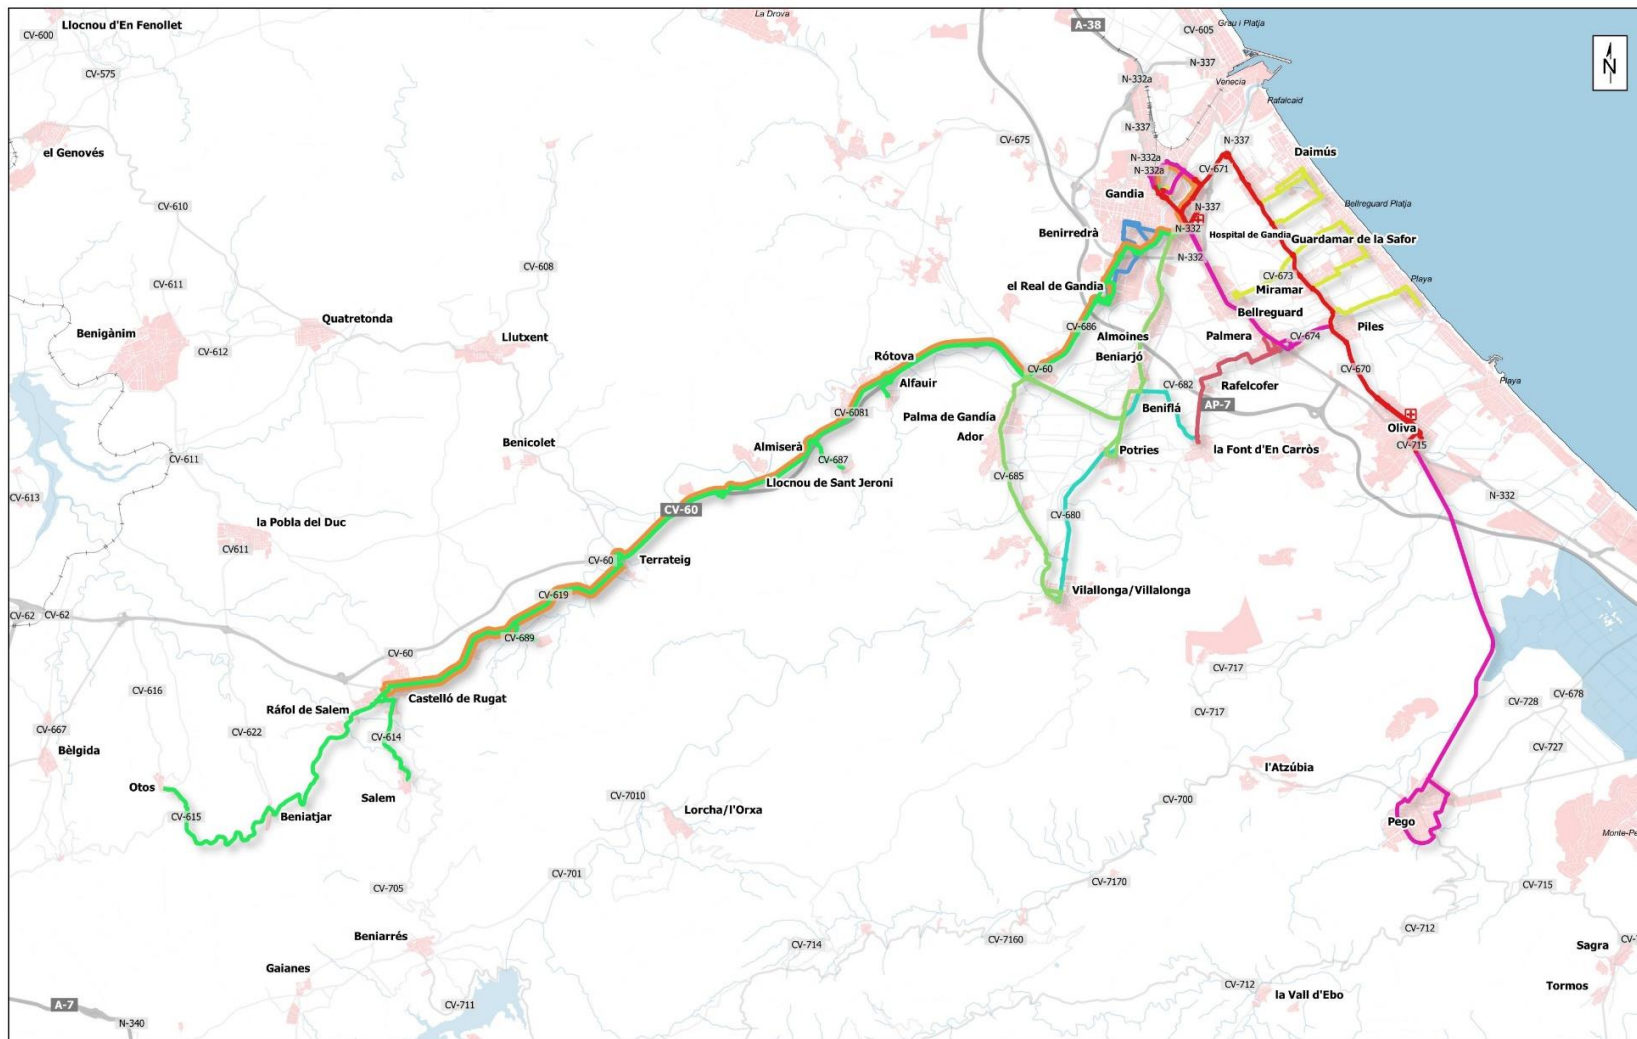 La Drova
Grau i Platja
Llocnou d'En Fenollet
A-38
CV-605
CV-600
N-337
N
CV-575
N-332a
Venecia
Rafalcaid
N-337
CV-675
N-337
el Genovés
Daimús
N-332a
N-332a
CV-671
Gandia
CV-610
N-337
Bellreguard Platja
Benirredrà
N-332
Hospital de Gandia
Guardamar de la Safor
CV-612
CV-608
N-332
CV-611
el Real de Gandia
CV-673
Playa
Miramar
Quatretonda
Bellreguard
Benigànim
CV-686
Piles
Llutxent
Almoines
Palmera
CV-674
CV-612
Rótova
Beniarjó
CV-60
CV-670
Alfauir
CV-682
Rafelcofer
Playa
AP-7
Beniflá
CV-6081
Palma de Gandía
Oliva
Benicolet
Almiserà
Ador
CV-715
Potries
la Font d'En Carròs
CV-611
CV-687
CV-685
Llocnou de Sant Jeroni
CV-613
N-332
CV-60
CV-680
la Pobla del Duc
CV611
CV-60
Terrateig
Vilallonga/Villalonga
CV-619
CV-62
CV-62
CV-689
CV-60
CV-717
CV-616
Castelló de Rugat
CV-678
CV-728
Ráfol de Salem
CV-717
CV-667
CV-622
CV-614
Bèlgida
CV-727
l'Atzúbia
Otos
Salem
CV-7010
CV-700
Lorcha/l'Orxa
CV-615
Beniatjar
Pego
CV-701
CV-7170
CV-705
CV-715
CV-712
Beniarrés
CV-714
CV-7160
Sagra
Gaianes
CV-712
la Vall d'Ebo
Tormos
A-7
CV-711
N-340